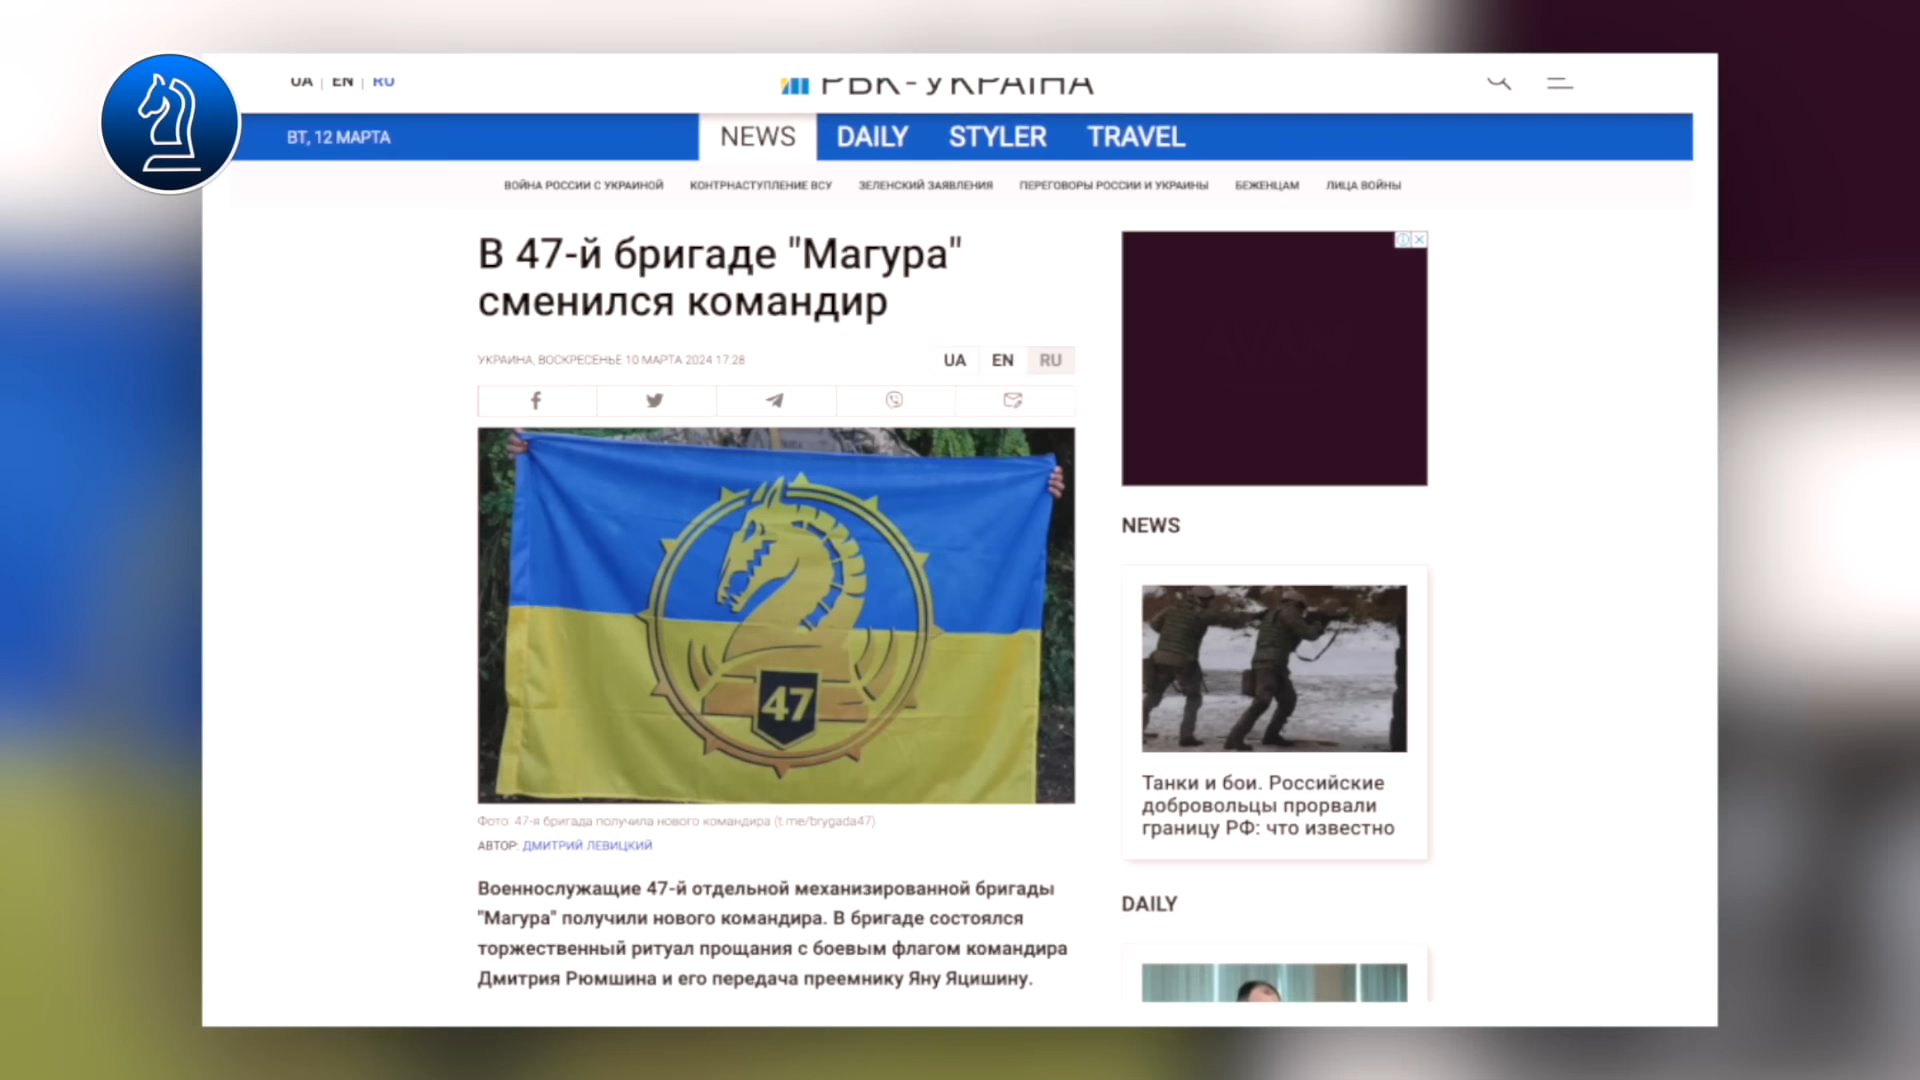 UA | EN | RU
РБК-УКРАЇНА
ВТ, 12 МАРТА
NEWS DAILY STYLER TRAVEL
ВОЙНА РОССИИ С УКРАИНОЙ КОНТРНАСТУПЛЕНИЕ ВСУ ЗЕЛЕНСКИЙ ЗАЯВЛЕНИЯ ПЕРЕГОВОРЫ РОССИИ И УКРАИНЫ БЕЖЕНЦАМ ЛИЦА ВОЙНЫ
В 47-й бригаде "Магура"
сменился командир
УКРАИНА, ВОСКРЕСЕНЬЕ 10 МАРТА 2024 17:28
UA EN RU
47
Фото: 47-я бригада получила нового командира (t.me/brygada47)
АВТОР: ДМИТРИЙ ЛЕВИЦКИЙ
Военнослужащие 47-й отдельной механизированной бригады
"Магура" получили нового командира. В бригаде состоялся
торжественный ритуал прощания с боевым флагом командира
Дмитрия Рюмшина и его передача преемнику Яну Яцишину.
NEWS
Танки и бои. Российские
добровольцы прорвали
границу РФ: что известно
DAILY